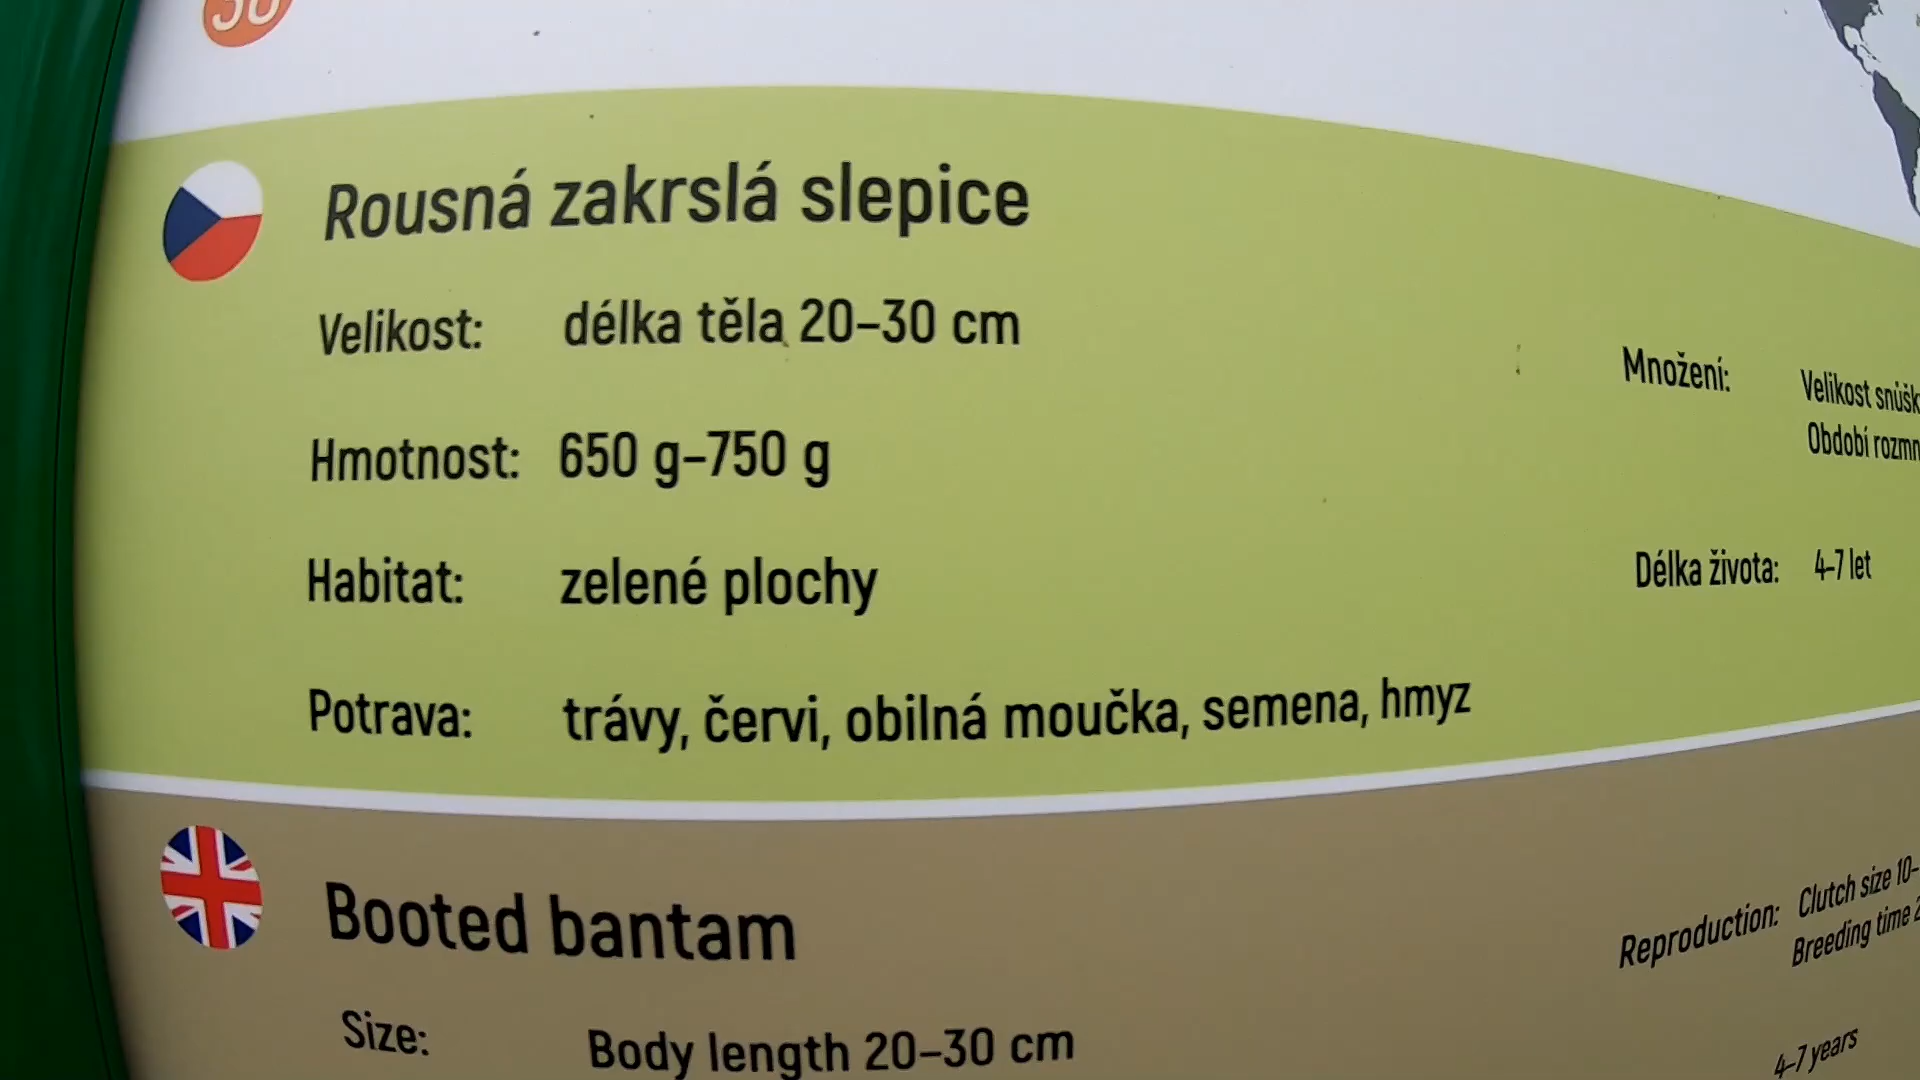 Rousná zakrslá slepice
Velikost: délka těla 20–30 cm
Hmotnost: 650 g–750 g
Habitat: zelené plochy
Potrava: trávy, červi, obilná moučka, semena, hmyz
Množení: Velikost
Období
Délka života: 4-7 let
Booted bantam
Size: Body length 20–30 cm
Reproduction: Clutch size 10-
Breeding time
4-7 years